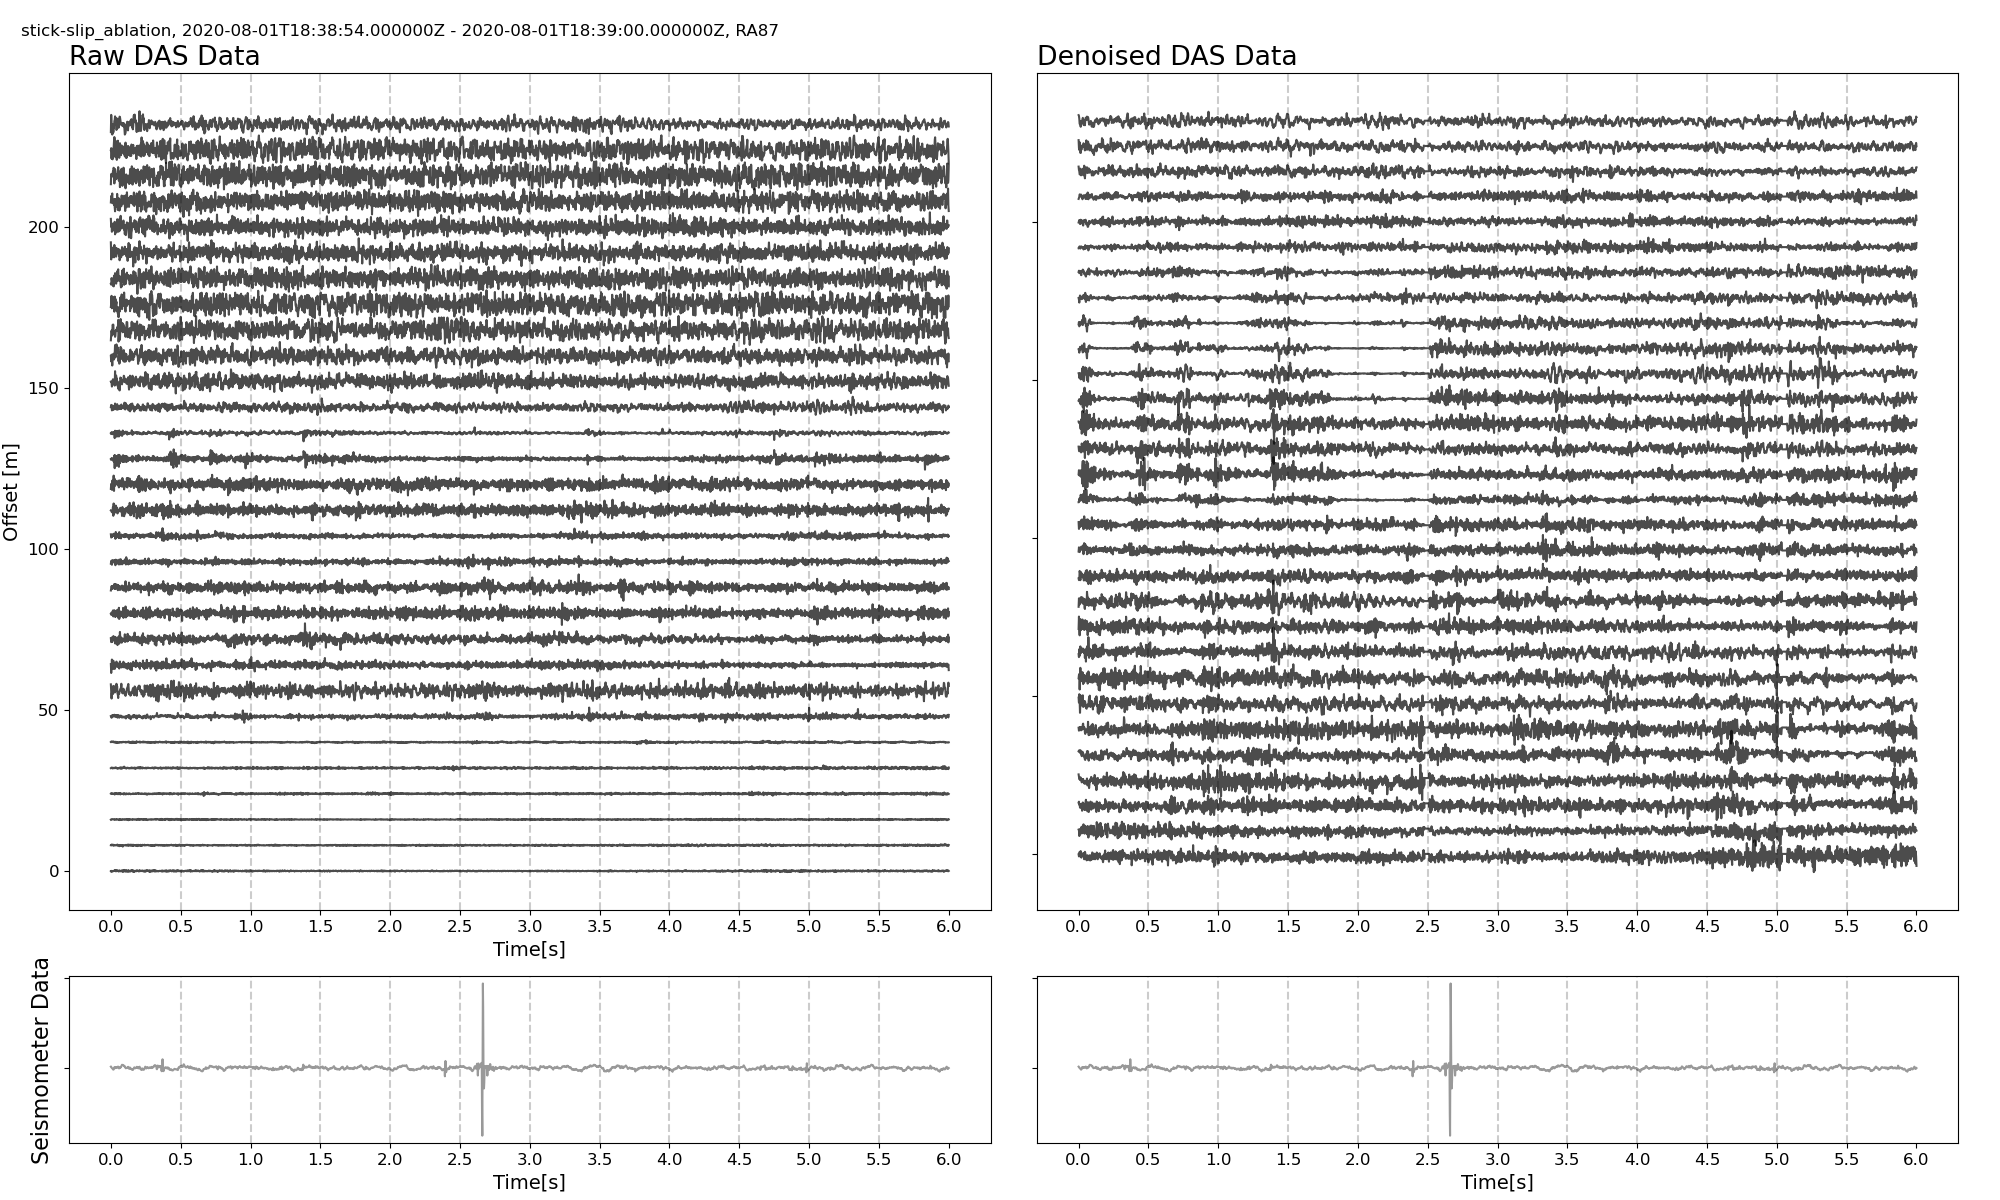 stick-slip_ablation, 2020-08-01T18:38:54.000000Z - 2020-08-01T18:39:00.000000Z, RA87
Raw DAS Data
Denoised DAS Data
Offset [m]
200
150
100
50
0
0.0 0.5 1.0 1.5 2.0 2.5 3.0 3.5 4.0 4.5 5.0 5.5 6.0
Time[s]
0.0 0.5 1.0 1.5 2.0 2.5 3.0 3.5 4.0 4.5 5.0 5.5 6.0
Seismometer Data
0.0 0.5 1.0 1.5 2.0 2.5 3.0 3.5 4.0 4.5 5.0 5.5 6.0
Time[s]
0.0 0.5 1.0 1.5 2.0 2.5 3.0 3.5 4.0 4.5 5.0 5.5 6.0
Time[s]